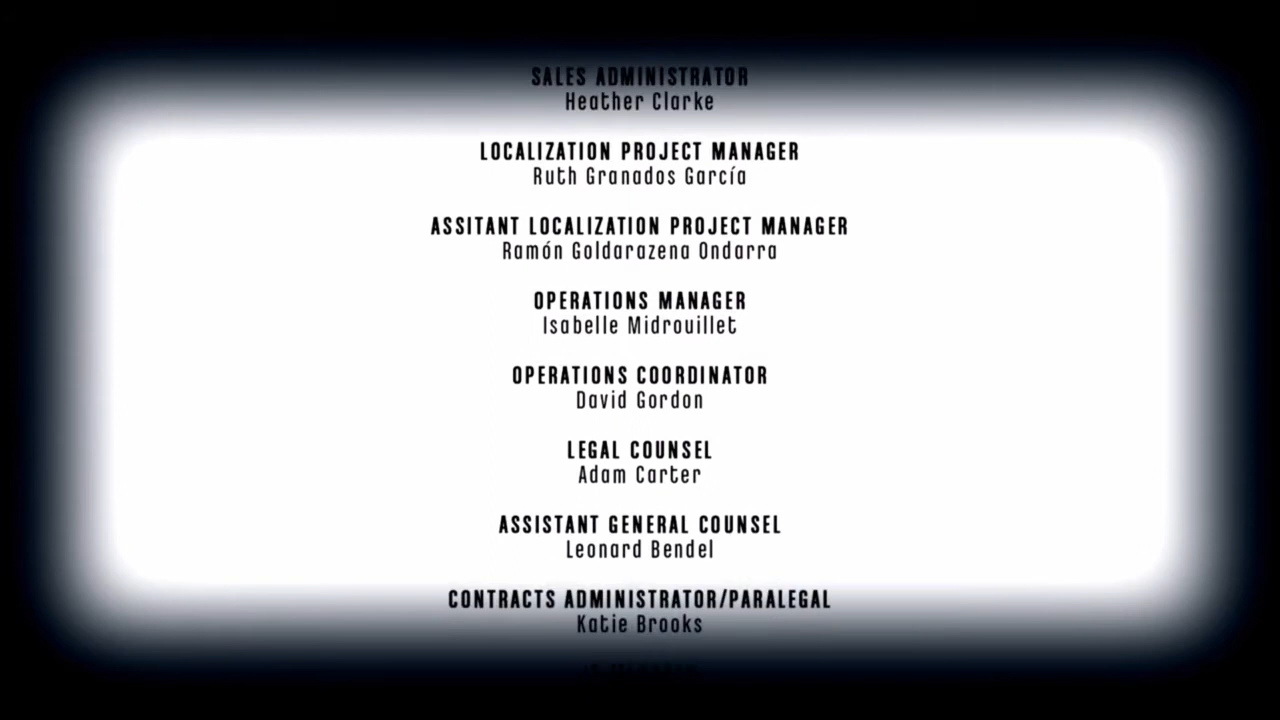 SALES ADMINISTRATOR
Heather Clarke
LOCALIZATION PROJECT MANAGER
Ruth Granados García
ASSITANT LOCALIZATION PROJECT MANAGER
Ramón Goldarazena Ondarra
OPERATIONS MANAGER
Isabelle Midrouillet
OPERATIONS COORDINATOR
David Gordon
LEGAL COUNSEL
Adam Carter
ASSISTANT GENERAL COUNSEL
Leonard Bendel
CONTRACTS ADMINISTRATOR/PARALEGAL
Katie Brooks